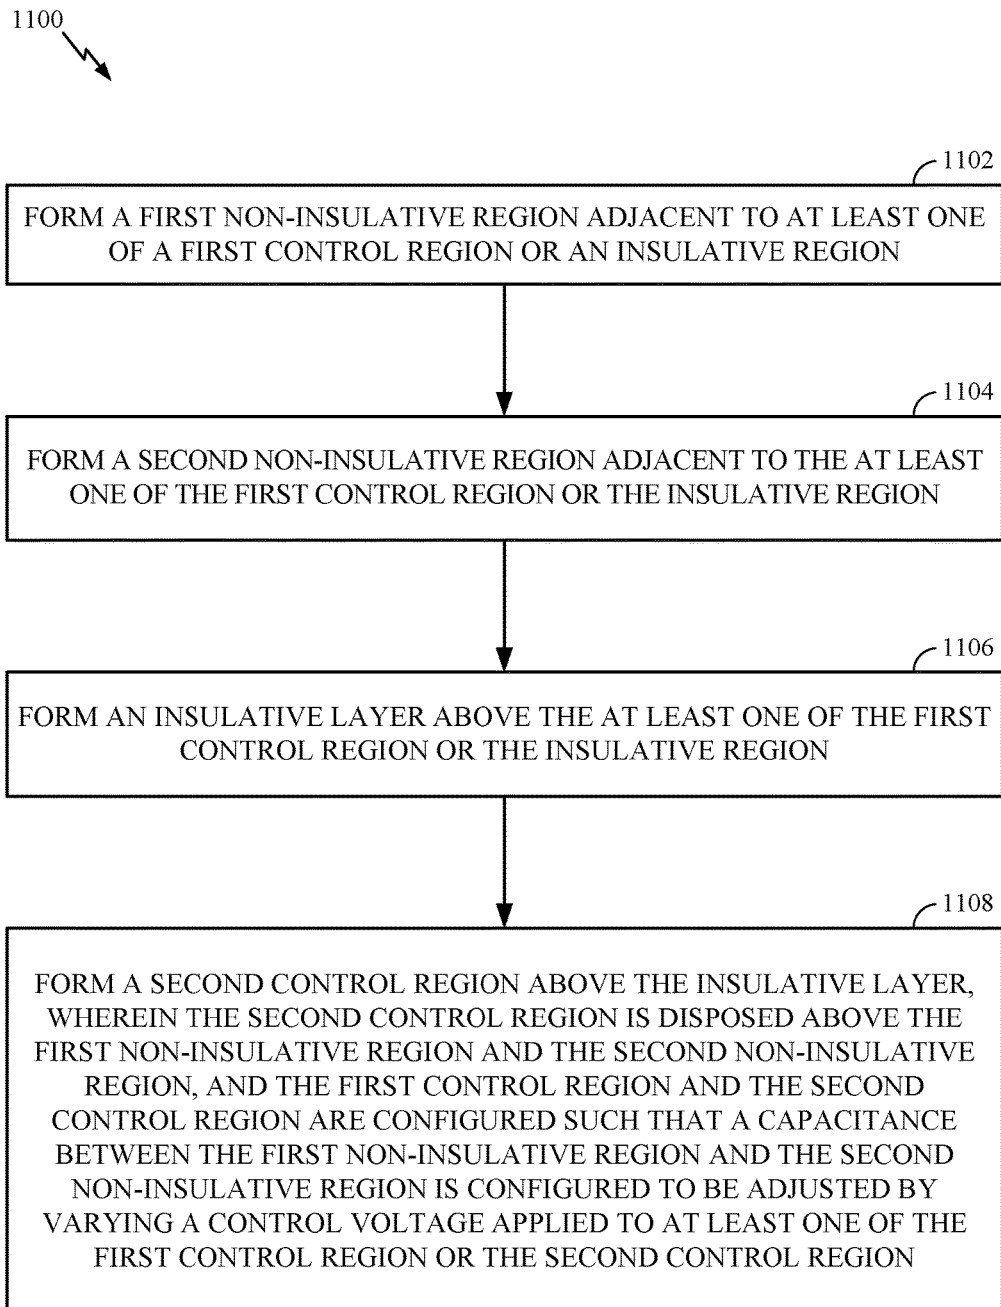 1100
1102
FORM A FIRST NON-INSULATIVE REGION ADJACENT TO AT LEAST ONE
OF A FIRST CONTROL REGION OR AN INSULATIVE REGION
1104
FORM A SECOND NON-INSULATIVE REGION ADJACENT TO THE AT LEAST
ONE OF THE FIRST CONTROL REGION OR THE INSULATIVE REGION
1106
FORM AN INSULATIVE LAYER ABOVE THE AT LEAST ONE OF THE FIRST
CONTROL REGION OR THE INSULATIVE REGION
1108
FORM A SECOND CONTROL REGION ABOVE THE INSULATIVE LAYER,
WHEREIN THE SECOND CONTROL REGION IS DISPOSED ABOVE THE
FIRST NON-INSULATIVE REGION AND THE SECOND NON-INSULATIVE
REGION, AND THE FIRST CONTROL REGION AND THE SECOND
CONTROL REGION ARE CONFIGURED SUCH THAT A CAPACITANCE
BETWEEN THE FIRST NON-INSULATIVE REGION AND THE SECOND
NON-INSULATIVE REGION IS CONFIGURED TO BE ADJUSTED BY
VARYING A CONTROL VOLTAGE APPLIED TO AT LEAST ONE OF THE
FIRST CONTROL REGION OR THE SECOND CONTROL REGION